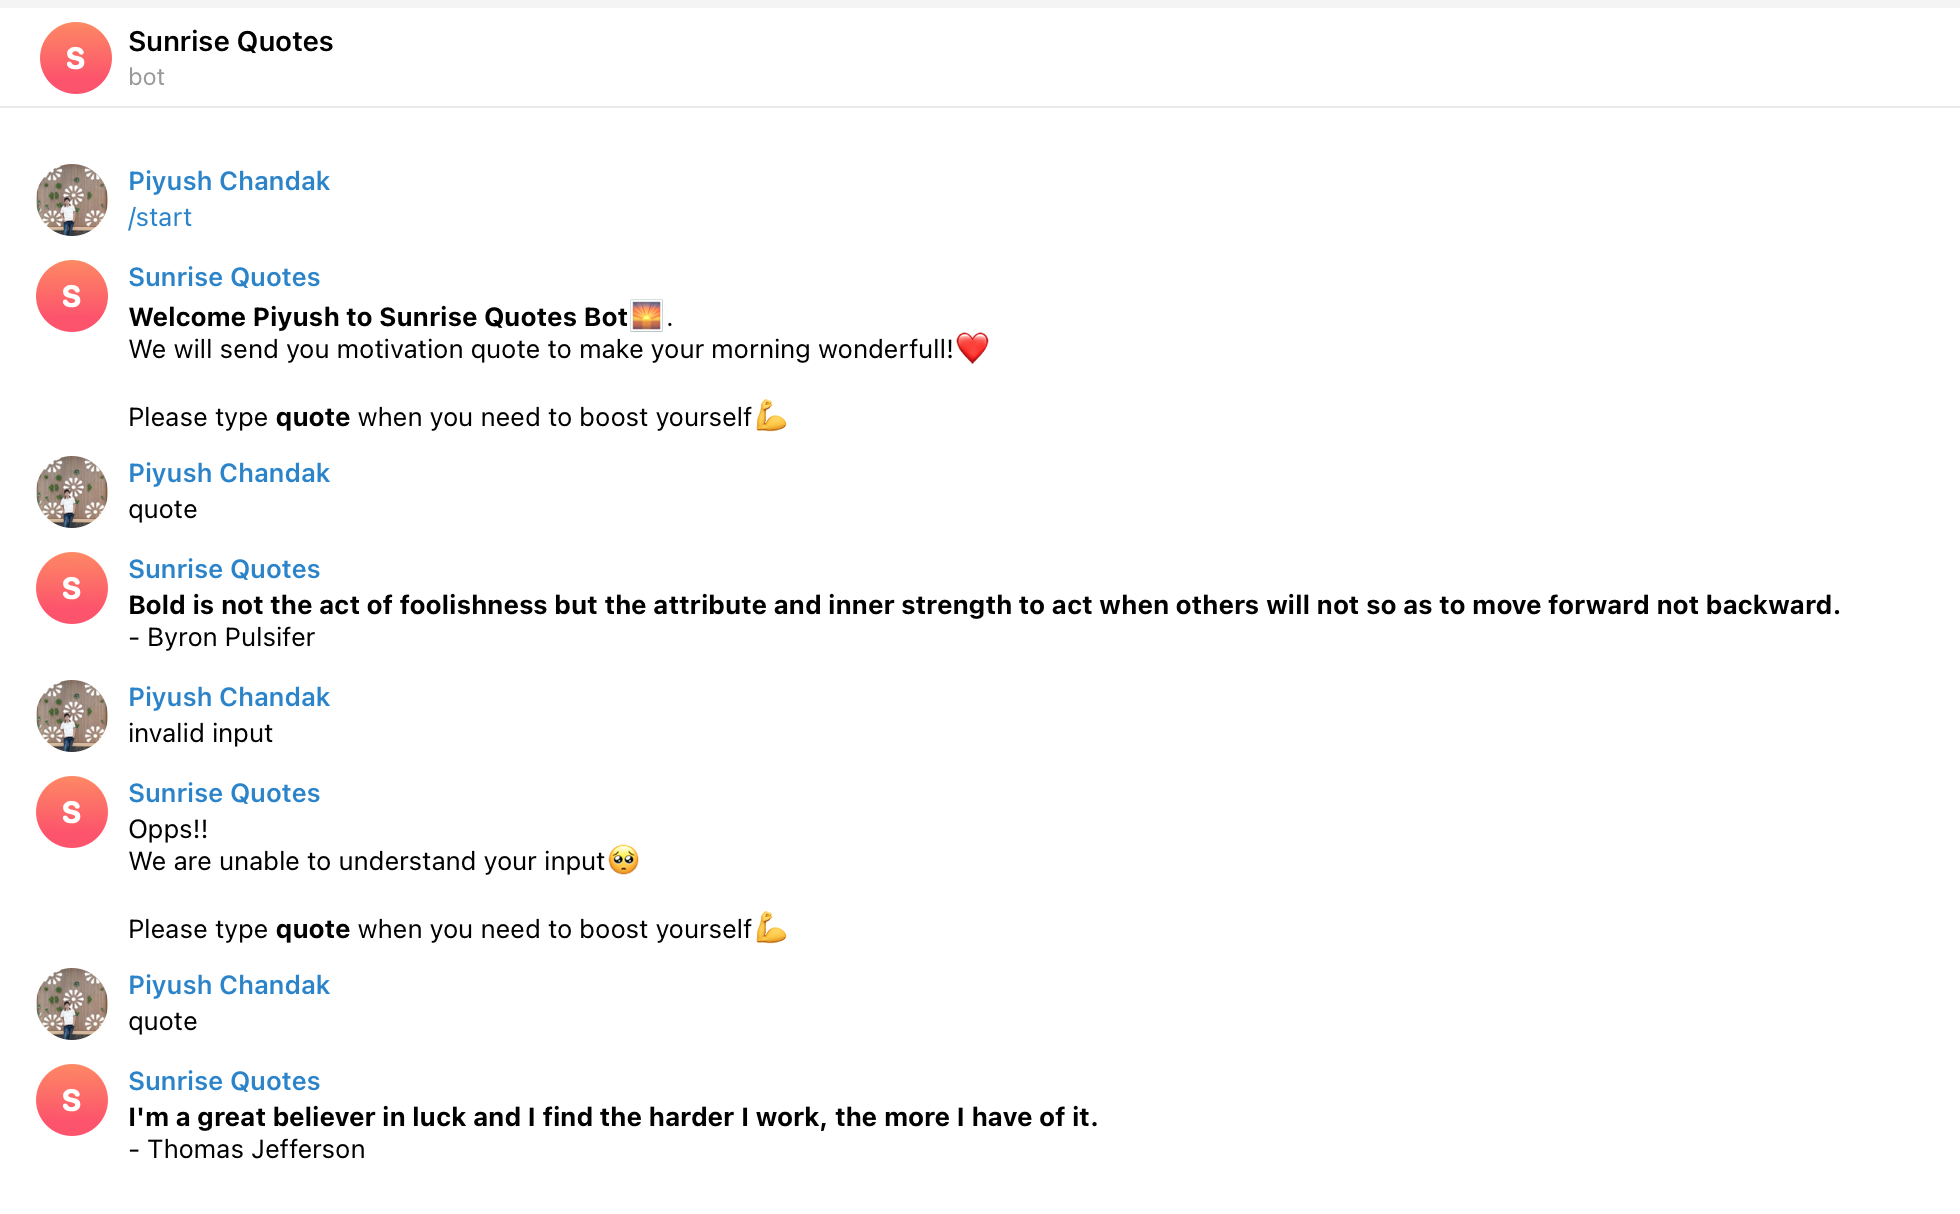 S
Sunrise Quotes
bot
Piyush Chandak
/start
S
Sunrise Quotes
Welcome Piyush to Sunrise Quotes Bot🌅.
We will send you motivation quote to make your morning wonderfull!❤️
Please type quote when you need to boost yourself💪
Piyush Chandak
quote
S
Sunrise Quotes
Bold is not the act of foolishness but the attribute and inner strength to act when others will not so as to move forward not backward.
- Byron Pulsifer
Piyush Chandak
invalid input
S
Sunrise Quotes
Opps!!
We are unable to understand your input🥺
Please type quote when you need to boost yourself💪
Piyush Chandak
quote
S
Sunrise Quotes
I'm a great believer in luck and I find the harder I work, the more I have of it.
- Thomas Jefferson